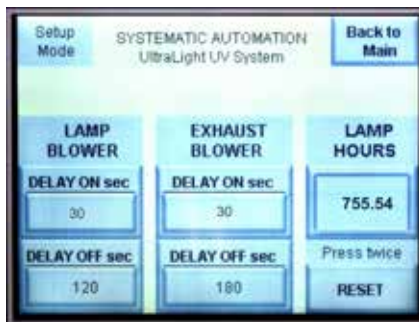 Setup
Mode
SYSTEMATIC AUTOMATION
UltraLight UV System
Back to
Main
LAMP
BLOWER
DELAY ON sec
30
DELAY OFF sec
120
EXHAUST
BLOWER
DELAY ON sec
30
DELAY OFF sec
180
LAMP
HOURS
755.54
Press twice
RESET